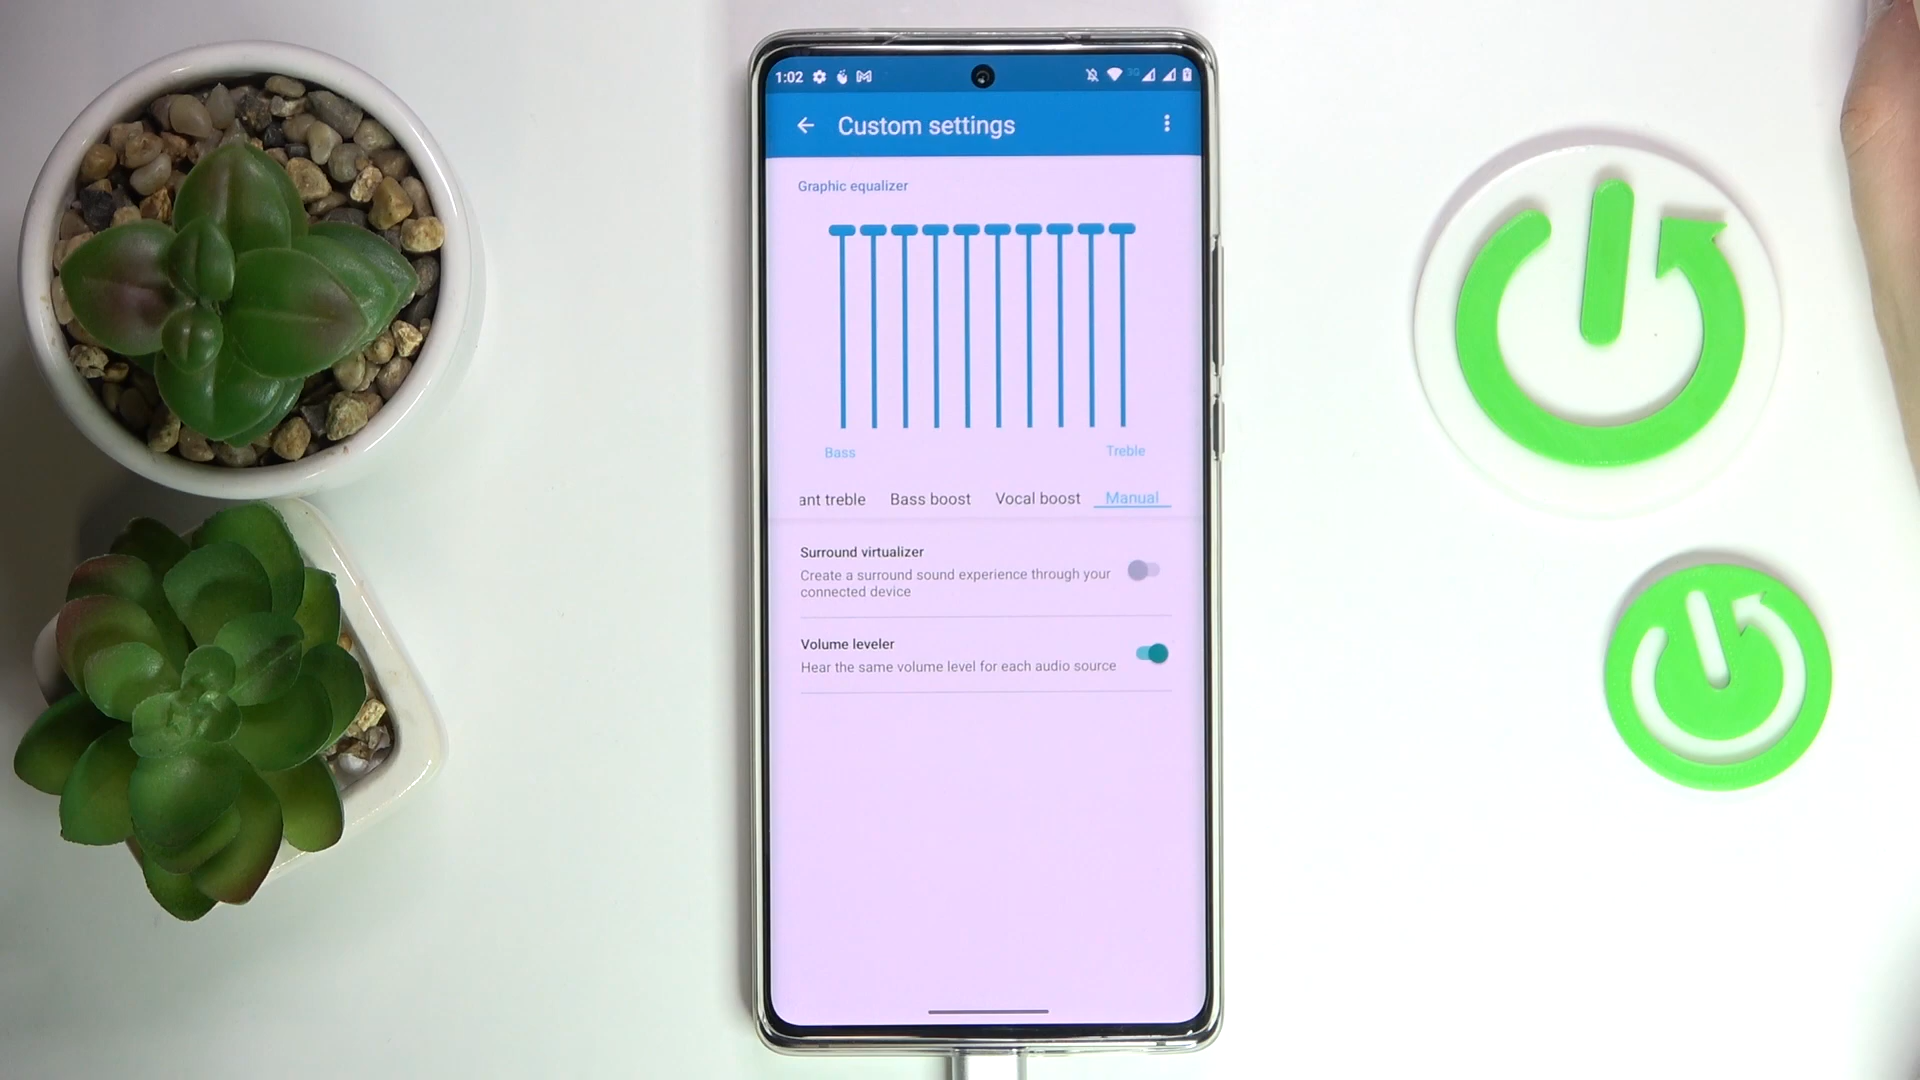 1:02
3G
Custom settings
Graphic equalizer
Bass
Treble
ant treble Bass boost Vocal boost Manual
Surround virtualizer
Create a surround sound experience through your
connected device
Volume leveler
Hear the same volume level for each audio source